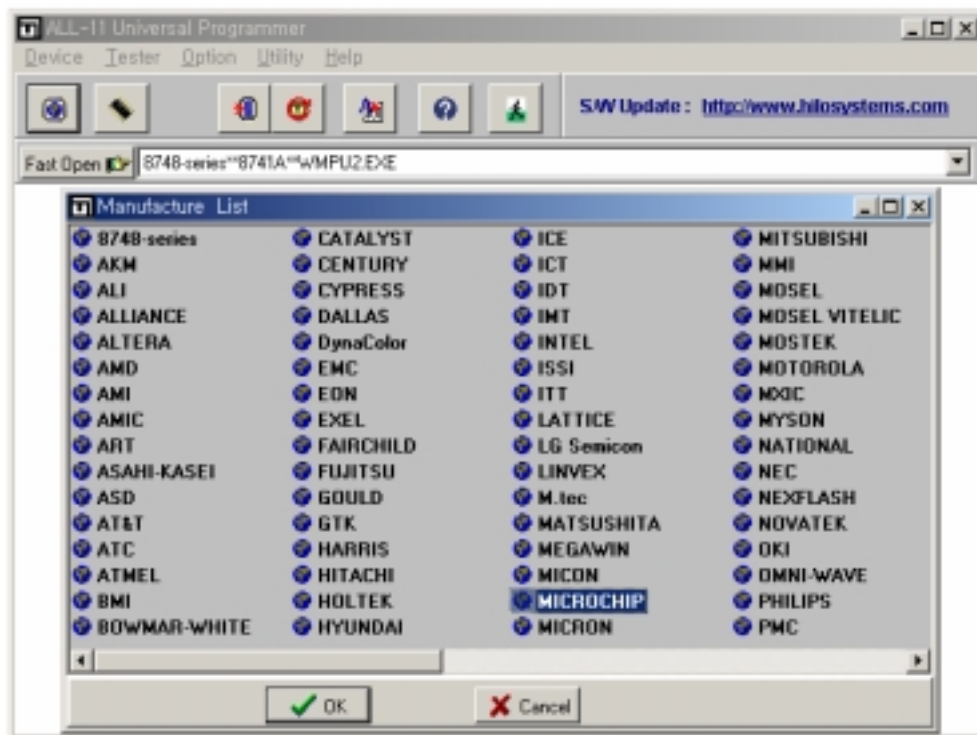 ALL-11 Universal Programmer
Device Tester Option Utility Help
S/W Update : http://www.hilosystems.com
Fast Open 8748-series**8741A**WMPU2.EXE
Manufacture List
8748-series CATALYST ICE MITSUBISHI
AKM CENTURY ICT MMI
ALI CYPRESS IDT MOSEL
ALLIANCE DALLAS IMT MOSEL VITELIC
ALTERA DynaColor INTEL MOSTEK
AMD EMC ISSI MOTOROLA
AMI EON ITT MXIC
AMIC EXEL LATTICE MYSON
ART FAIRCHILD LG Semicon NATIONAL
ASAHI-KASEI FUJITSU LINVEX NEC
ASD GOULD M.tec NEXFLASH
AT&T GTK MATSUSHITA NOVATEK
ATC HARRIS MEGAWIN OKI
ATMEL HITACHI MICON OMNI-WAVE
BMI HOLTEK MICROCHIP PHILIPS
BOWMAR-WHITE HYUNDAI MICRON PMC
OK Cancel